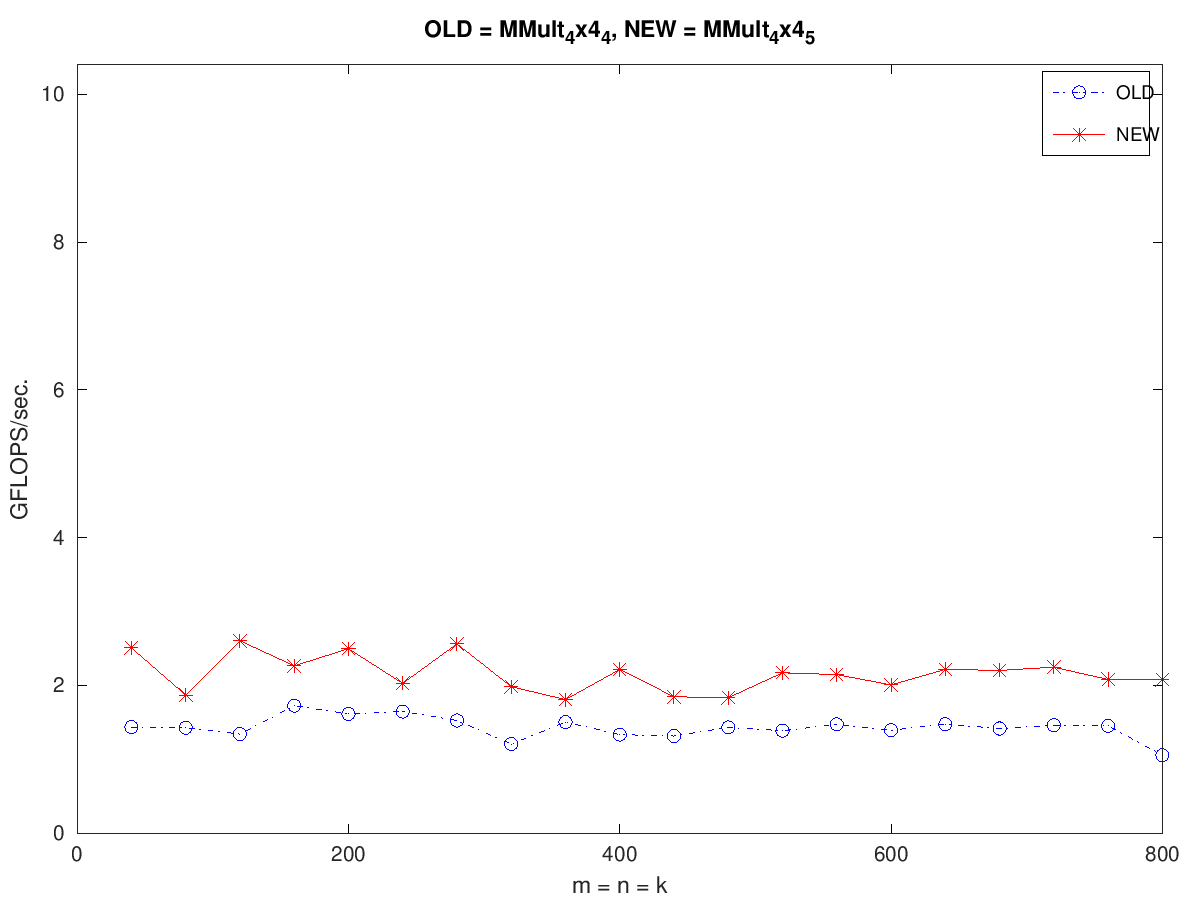 OLD = MMult4x44, NEW = MMult4x45
10
8
6
4
2
0
GFLOPS/sec.
OLD
NEW
0 200 400 600 800
m = n = k